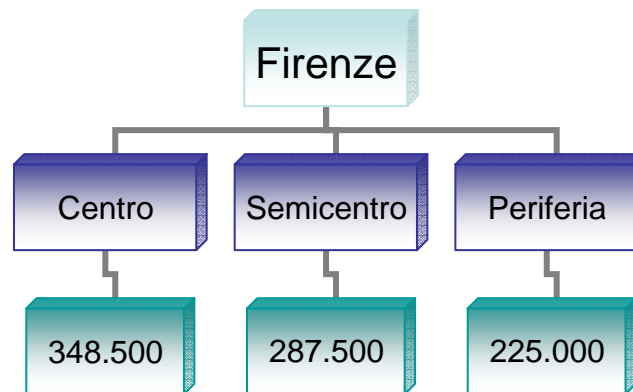 Firenze
Centro
Semicentro
Periferia
348.500
287.500
225.000